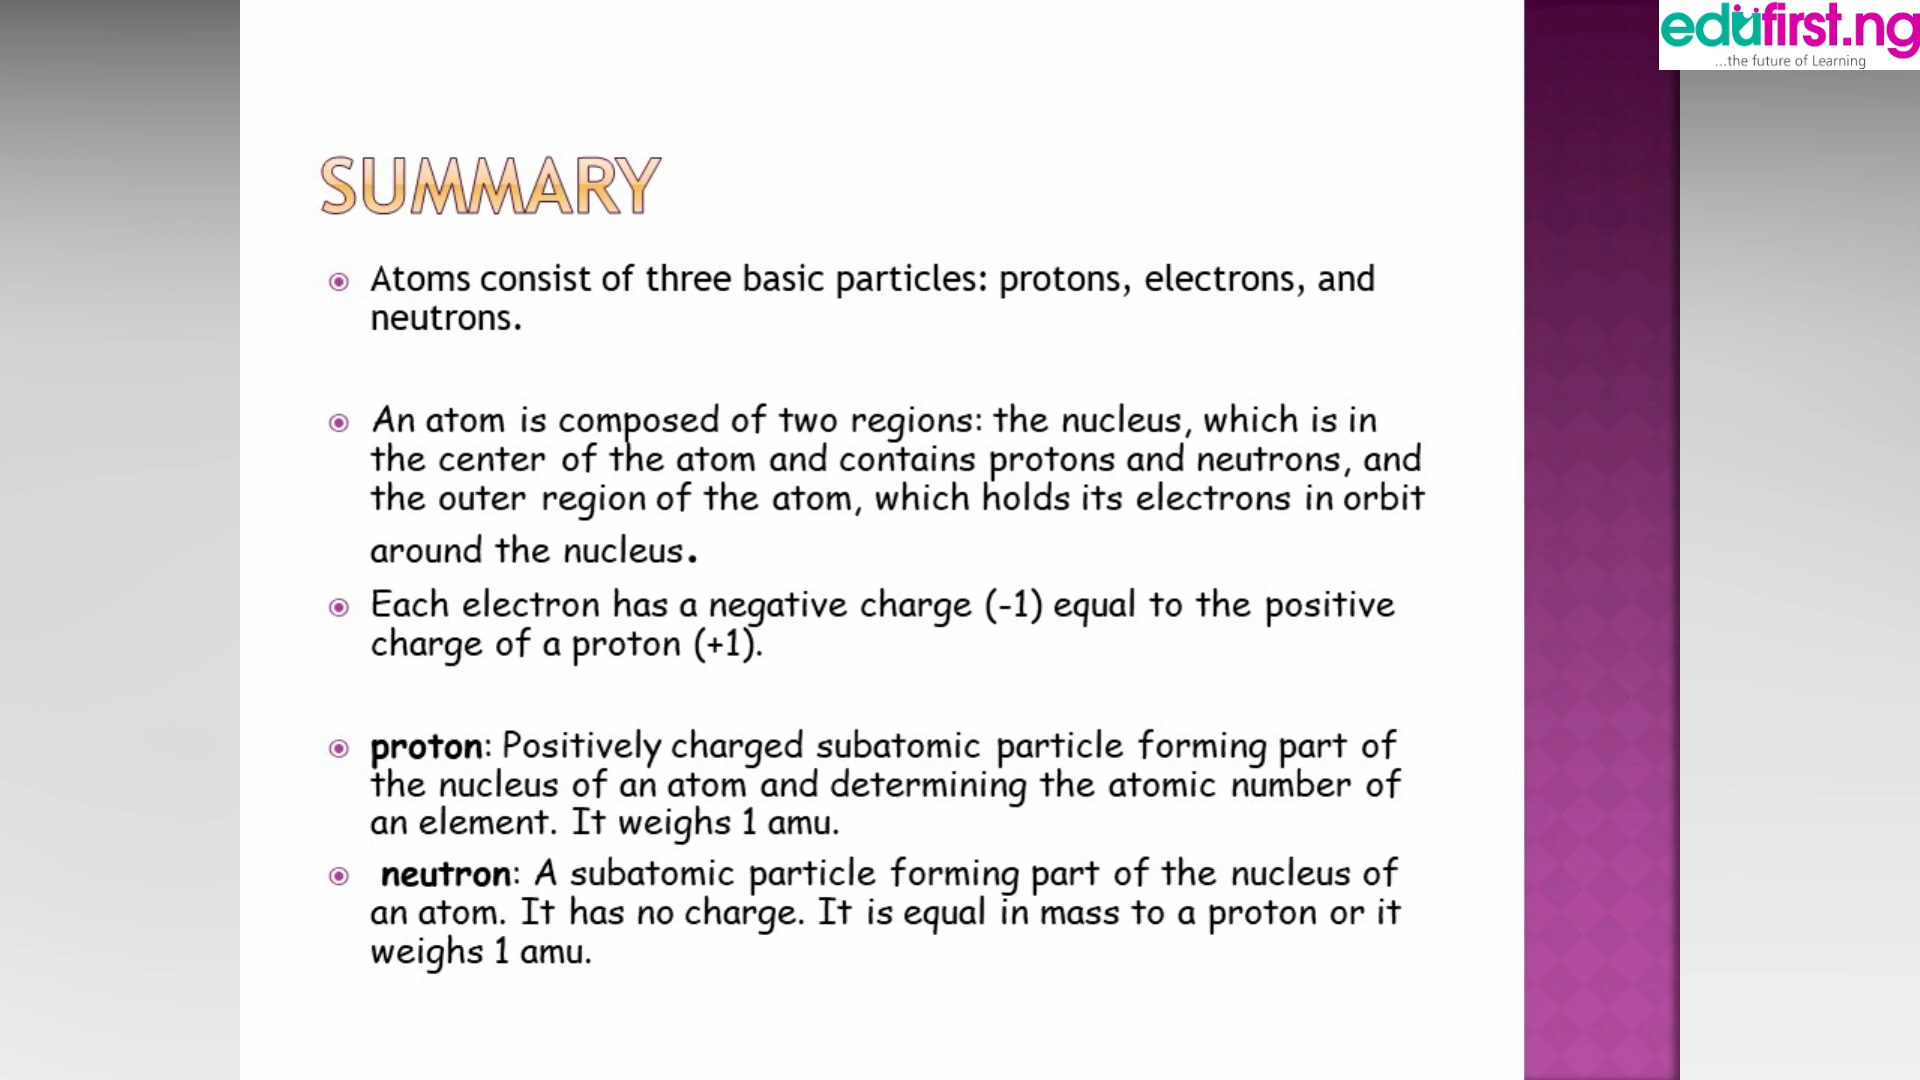 edufirst.ng
...the future of Learning
SUMMARY
Atoms consist of three basic particles: protons, electrons, and
neutrons.
An atom is composed of two regions: the nucleus, which is in
the center of the atom and contains protons and neutrons, and
the outer region of the atom, which holds its electrons in orbit
around the nucleus.
Each electron has a negative charge (-1) equal to the positive
charge of a proton (+1).
proton: Positively charged subatomic particle forming part of
the nucleus of an atom and determining the atomic number of
an element. It weighs 1 amu.
neutron: A subatomic particle forming part of the nucleus of
an atom. It has no charge. It is equal in mass to a proton or it
weighs 1 amu.